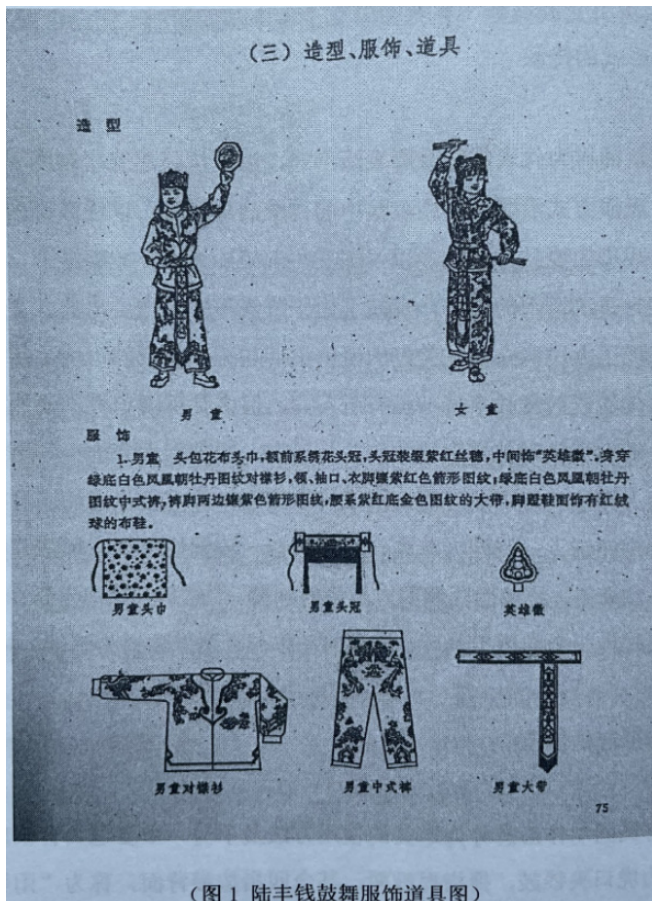 （三）造型、服饰、道具
造 型
男 童
女 童
服 饰
1.男童　头包花布头巾，额前系绣花头冠，头冠装缀紫红丝穗，中间饰“英雄徽”。身穿
绿底白色凤凰朝牡丹图纹对襟衫，领、袖口、衣脚镶紫红色箭形图纹；绿底白色凤凰朝牡丹
图纹中式裤，裤脚两边镶紫色箭形图纹，腰系紫红底金色图纹的大带，脚蹬鞋面饰有红绒
球的布鞋。
男童头巾
男童头冠
英雄徽
男童对襟衫
男童中式裤
男童大带
75
（图 1 陆丰钱鼓舞服饰道具图）